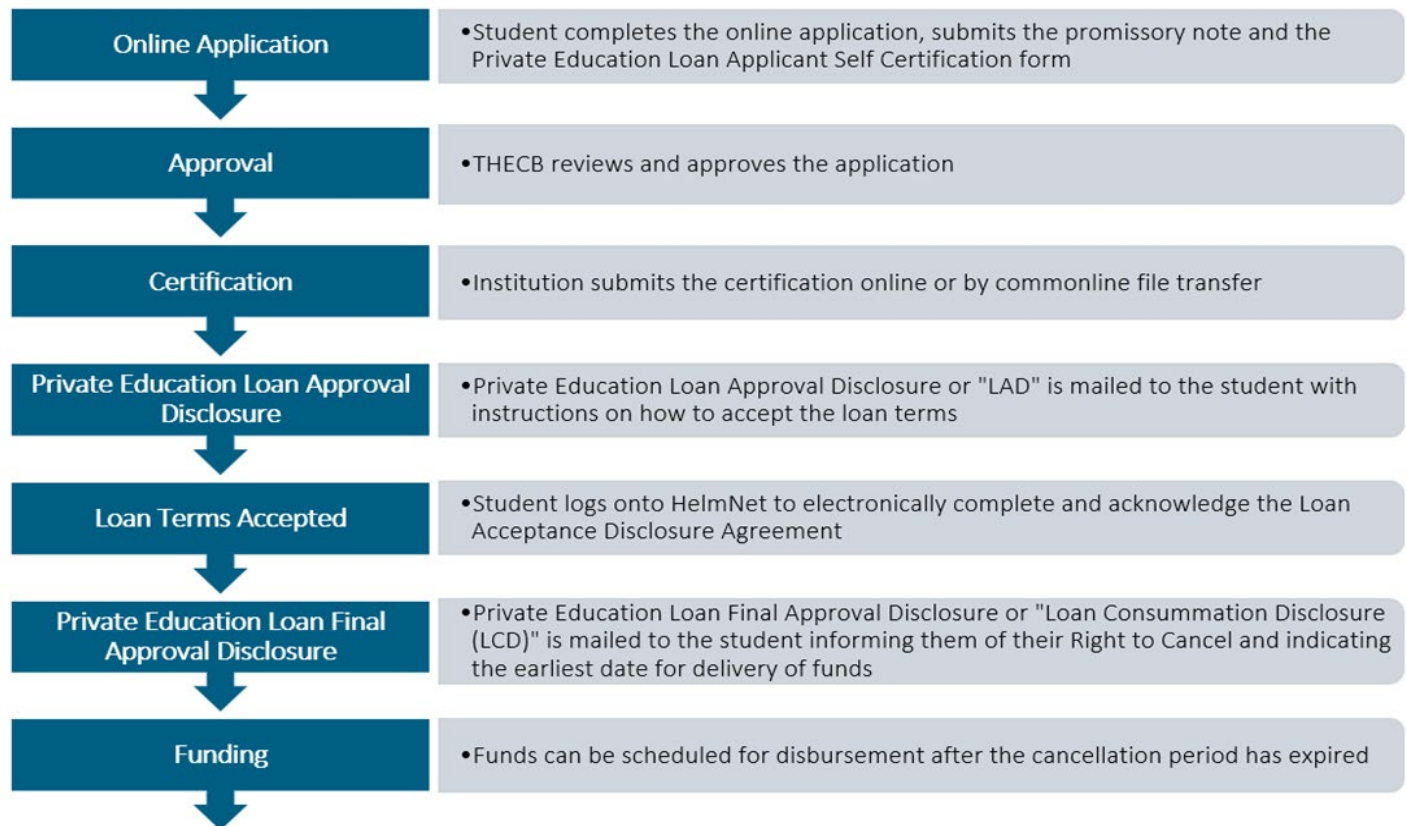 Online Application
•Student completes the online application, submits the promissory note and the
Private Education Loan Applicant Self Certification form
Approval
•THECB reviews and approves the application
Certification
•Institution submits the certification online or by commonline file transfer
Private Education Loan Approval
Disclosure
•Private Education Loan Approval Disclosure or "LAD" is mailed to the student with
instructions on how to accept the loan terms
Loan Terms Accepted
•Student logs onto HelmNet to electronically complete and acknowledge the Loan
Acceptance Disclosure Agreement
Private Education Loan Final
Approval Disclosure
•Private Education Loan Final Approval Disclosure or "Loan Consummation Disclosure
(LCD)" is mailed to the student informing them of their Right to Cancel and indicating
the earliest date for delivery of funds
Funding
•Funds can be scheduled for disbursement after the cancellation period has expired